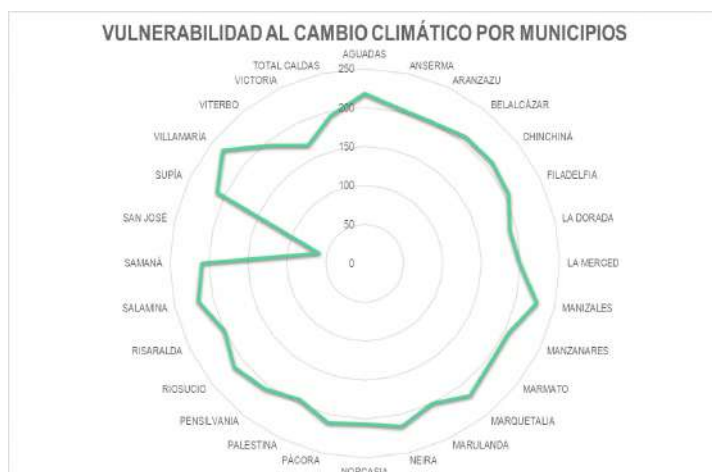 VULNERABILIDAD AL CAMBIO CLIMÁTICO POR MUNICIPIOS
AGUADAS
ANSERMA
ARANZAZU
BELALCÁZAR
CHINCHINÁ
FILADELFIA
LA DORADA
LA MERCED
MANIZALES
MANZANARES
MARMATO
MARQUETALIA
MARULANDA
NEIRA
NORCASIA
PÁCORA
PALESTINA
PENSILVANIA
RIOSUCIO
RISARALDA
SALAMINA
SAMANÁ
SAN JOSÉ
SUPÍA
VILLAMARÍA
VITERBO
VICTORIA
TOTAL CALDAS
250
200
150
100
50
0